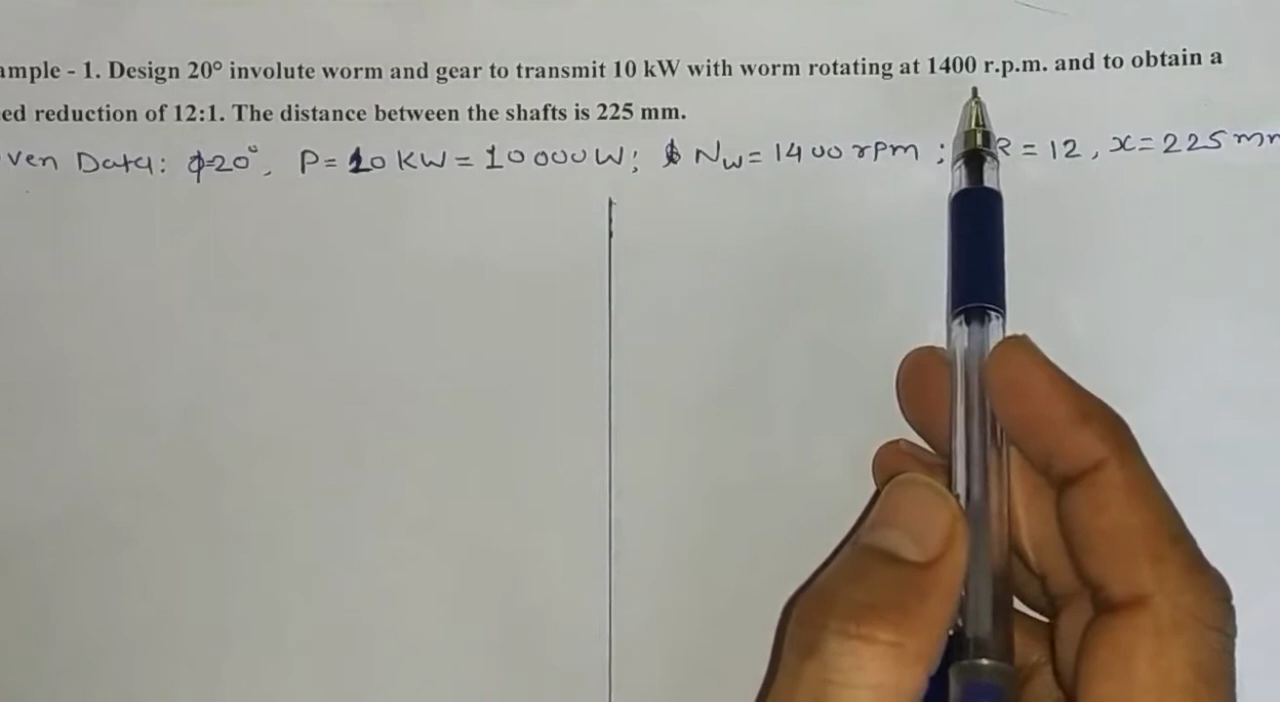 ample - 1. Design 20° involute worm and gear to transmit 10 kW with worm rotating at 1400 r.p.m. and to obtain a
ed reduction of 12:1. The distance between the shafts is 225 mm.
ven Data: ϕ=20°, P= 10 KW = 10000W; Nw= 1400 rpm ; R = 12, x=225 mm